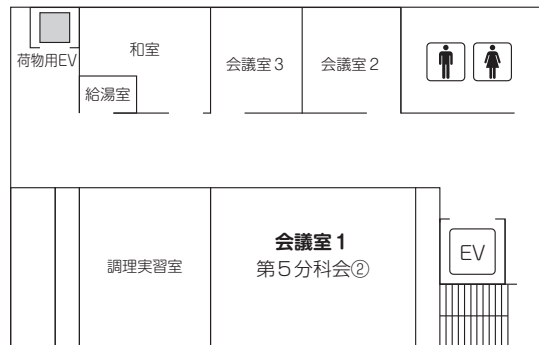 荷物用EV
和室
給湯室
会議室3
会議室2
調理実習室
会議室1
第5分科会②
EV